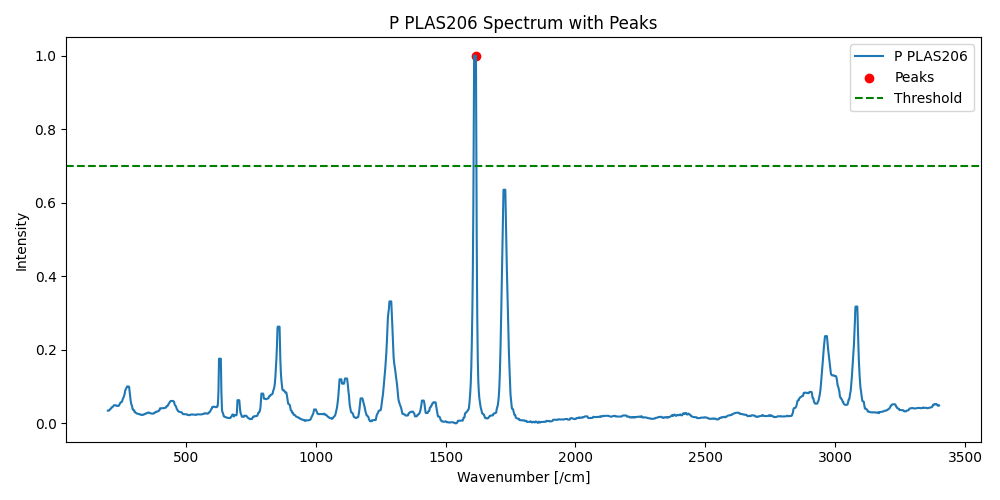 P PLAS206 Spectrum with Peaks
P PLAS206
Peaks
Threshold
Intensity
1.0
0.8
0.6
0.4
0.2
0.0
500 1000 1500 2000 2500 3000 3500
Wavenumber [/cm]